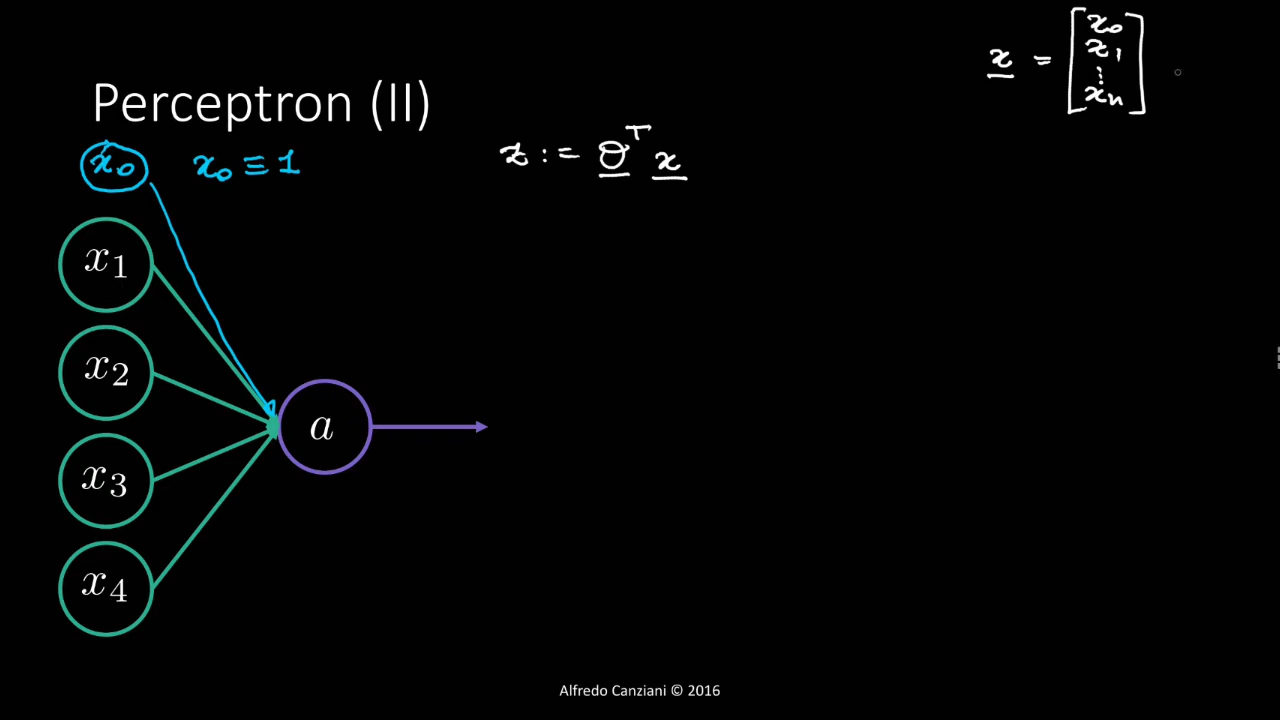 Perceptron (II)
x₀ x₀ ≡ 1
z := θᵀ x
x = [x₀ x₁ ⋮ xₙ]
x₁
x₂
x₃
x₄
a
Alfredo Canziani © 2016